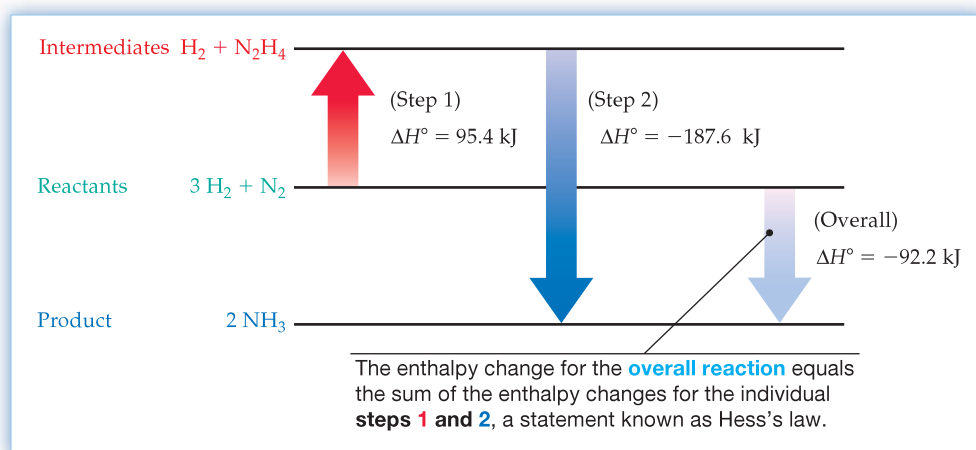 Intermediates H₂ + N₂H₄
(Step 1)
ΔH° = 95.4 kJ
(Step 2)
ΔH° = −187.6 kJ
Reactants 3 H₂ + N₂
(Overall)
ΔH° = −92.2 kJ
Product 2 NH₃
The enthalpy change for the overall reaction equals
the sum of the enthalpy changes for the individual
steps 1 and 2, a statement known as Hess’s law.